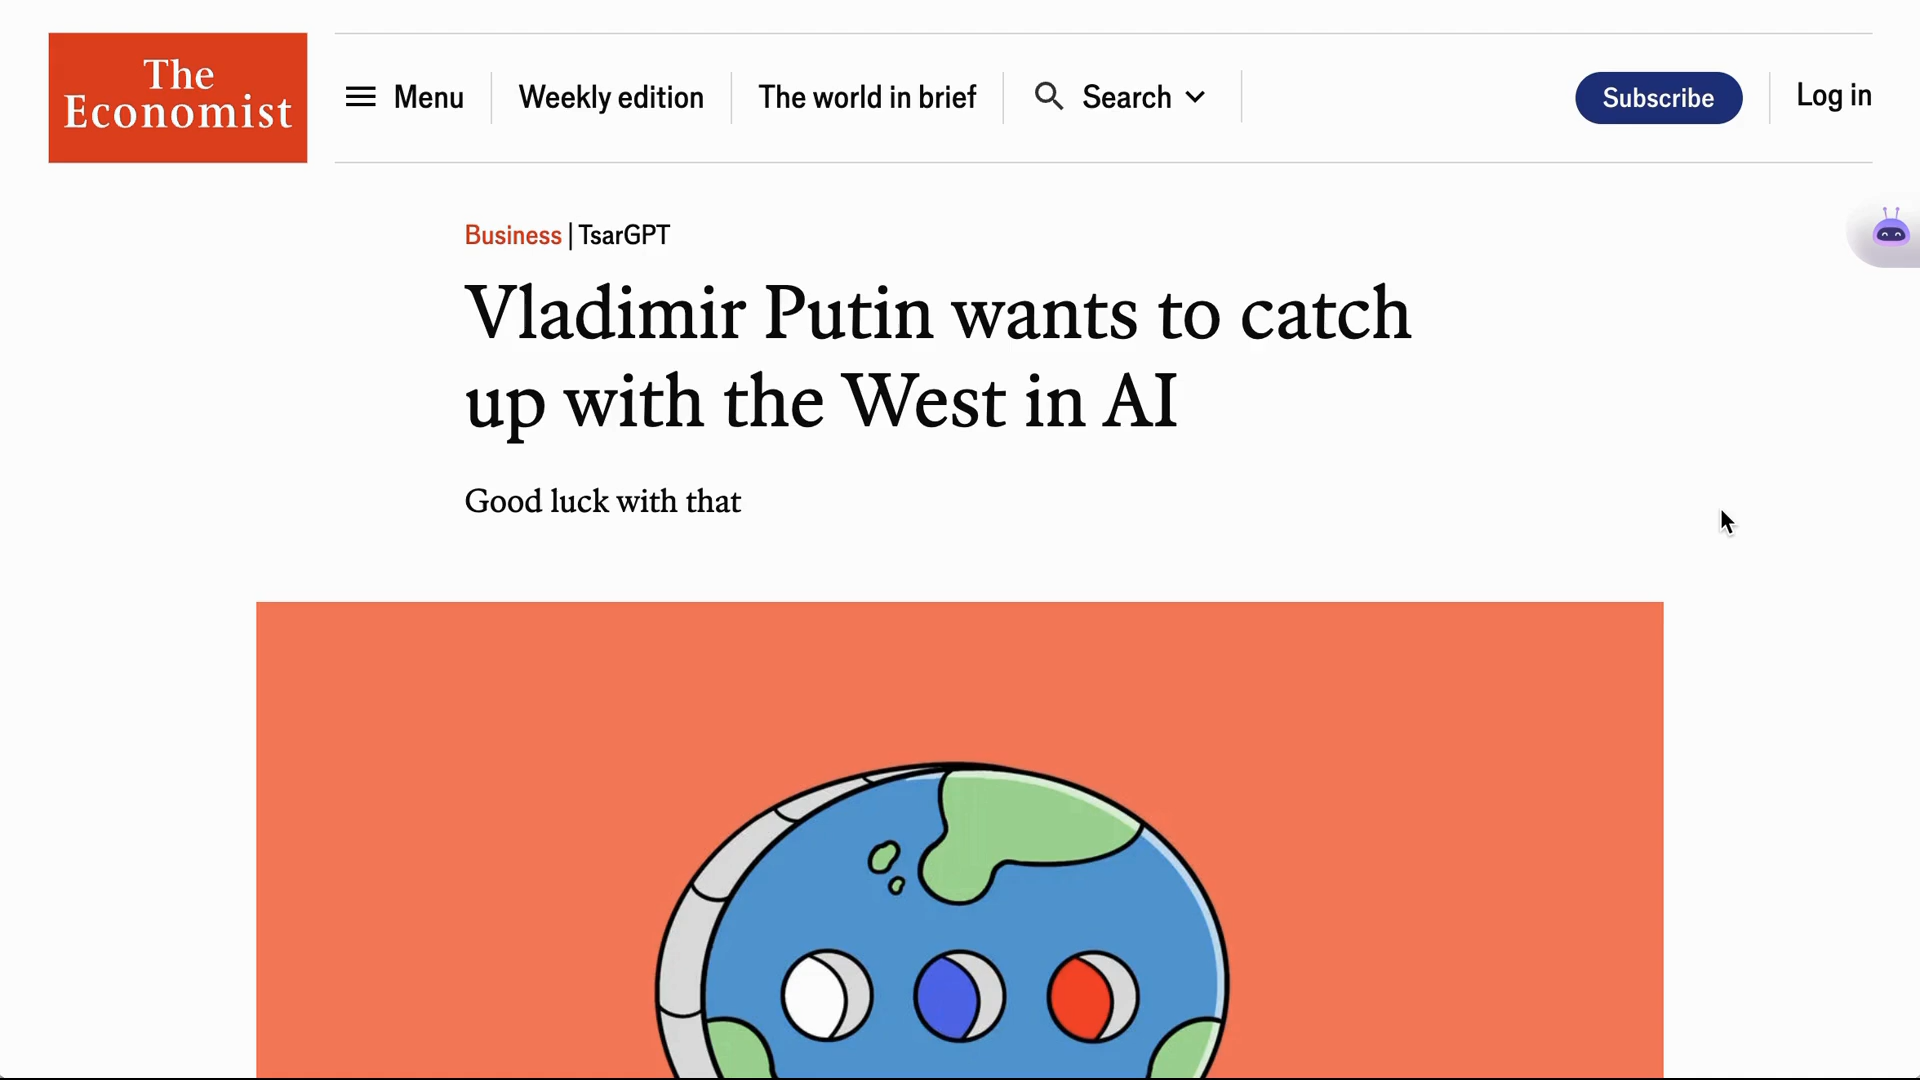 The
Economist
Menu
Weekly edition
The world in brief
Search
Subscribe
Log in
Business | TsarGPT
Vladimir Putin wants to catch
up with the West in AI
Good luck with that